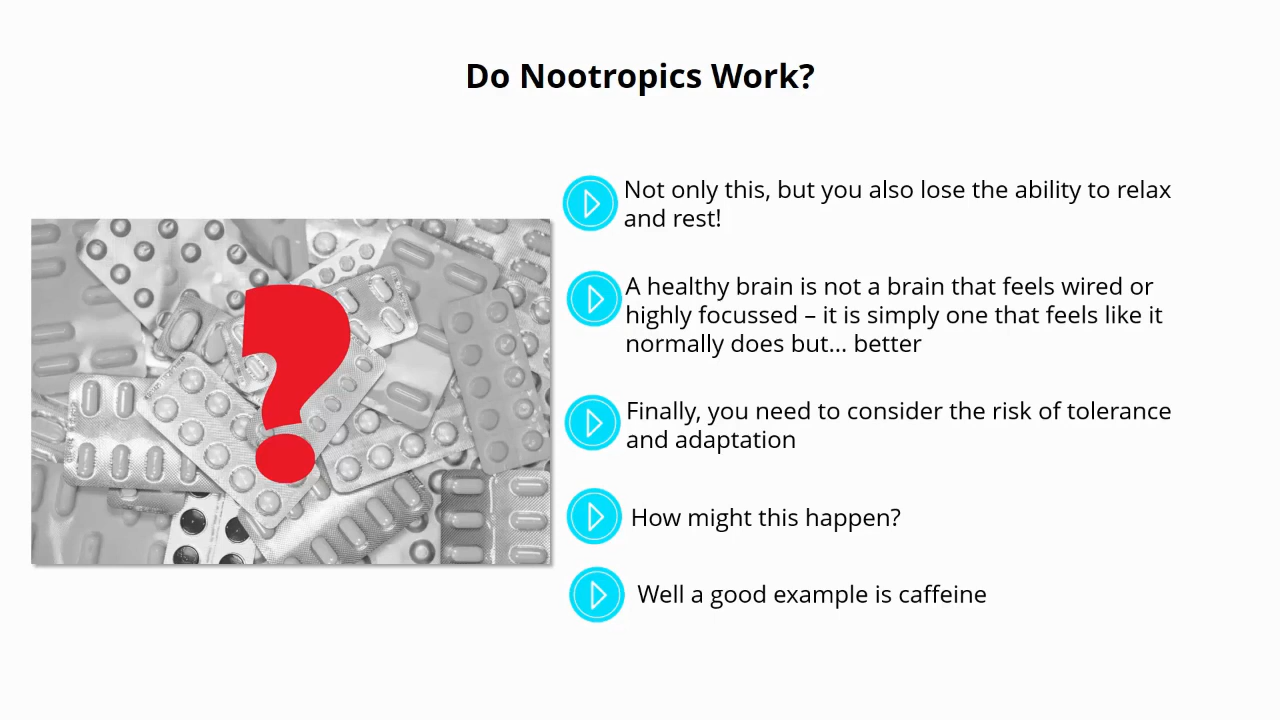 Do Nootropics Work?
Not only this, but you also lose the ability to relax
and rest!
A healthy brain is not a brain that feels wired or
highly focussed – it is simply one that feels like it
normally does but... better
Finally, you need to consider the risk of tolerance
and adaptation
How might this happen?
Well a good example is caffeine